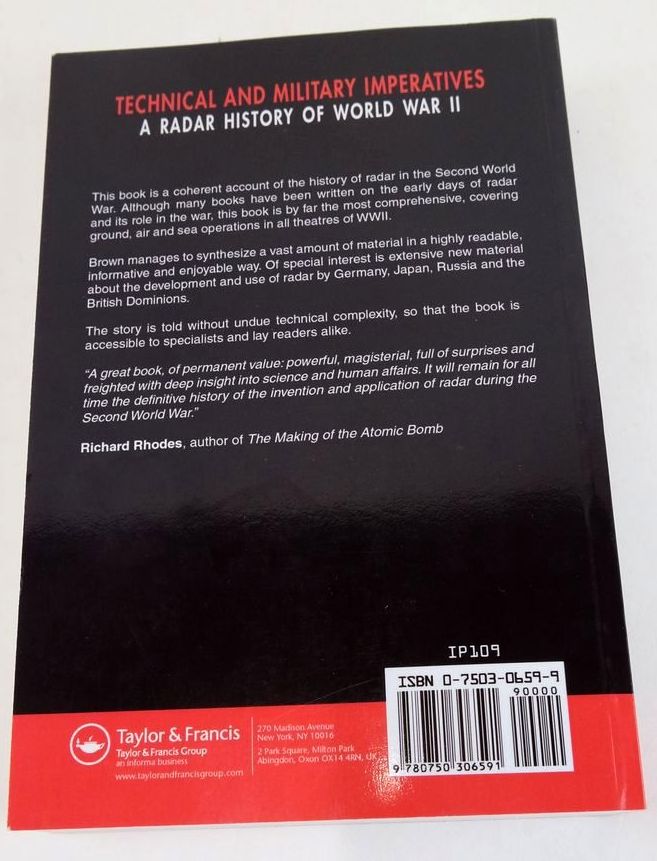 TECHNICAL AND MILITARY IMPERATIVES
A RADAR HISTORY OF WORLD WAR II
This book is a coherent account of the history of radar in the Second World
War. Although many books have been written on the early days of radar
and its role in the war, this book is by far the most comprehensive, covering
ground, air and sea operations in all theatres of WWII.
Brown manages to synthesize a vast amount of material in a highly readable,
informative and enjoyable way. Of special interest is extensive new material
about the development and use of radar by Germany, Japan, Russia and the
British Dominions.
The story is told without undue technical complexity, so that the book is
accessible to specialists and lay readers alike.
“A great book, of permanent value: powerful, magisterial, full of surprises and
freighted with deep insight into science and human affairs. It will remain for all
time the definitive history of the invention and application of radar during the
Second World War.”
Richard Rhodes, author of The Making of the Atomic Bomb
IP109
ISBN 0-7503-0659-9
90000
9 780750 306591
Taylor & Francis
Taylor & Francis Group
an informa business
www.taylorandfrancisgroup.com
270 Madison Avenue
New York, NY 10016
2 Park Square, Milton Park
Abingdon, Oxon OX14 4RN, UK